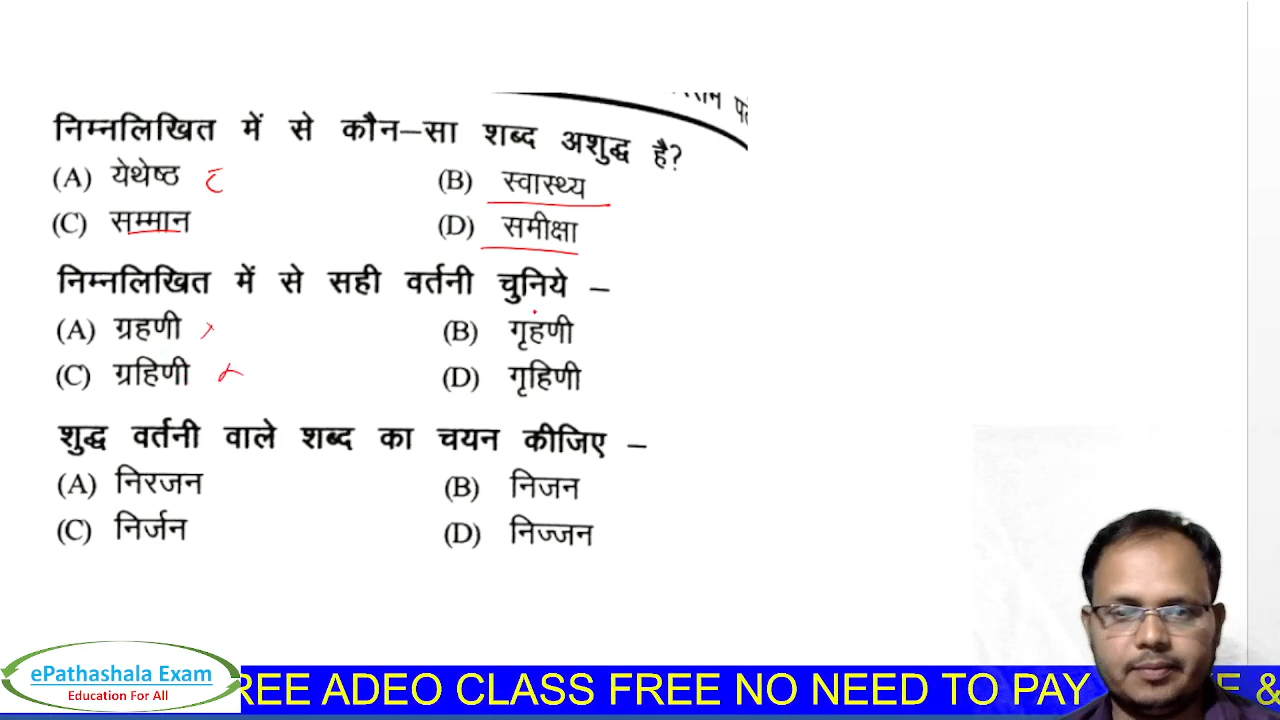 निम्नलिखित में से कौन–सा शब्द अशुद्ध है?
(A) येथेष्ठ (B) स्वास्थ्य
(C) सम्मान (D) समीक्षा
निम्नलिखित में से सही वर्तनी चुनिये –
(A) ग्रहणी (B) गृहणी
(C) ग्रहिणी (D) गृहिणी
शुद्ध वर्तनी वाले शब्द का चयन कीजिए –
(A) निरजन (B) निजन
(C) निर्जन (D) निज्जन
ePathashala Exam
Education For All
REE ADEO CLASS FREE NO NEED TO PAY